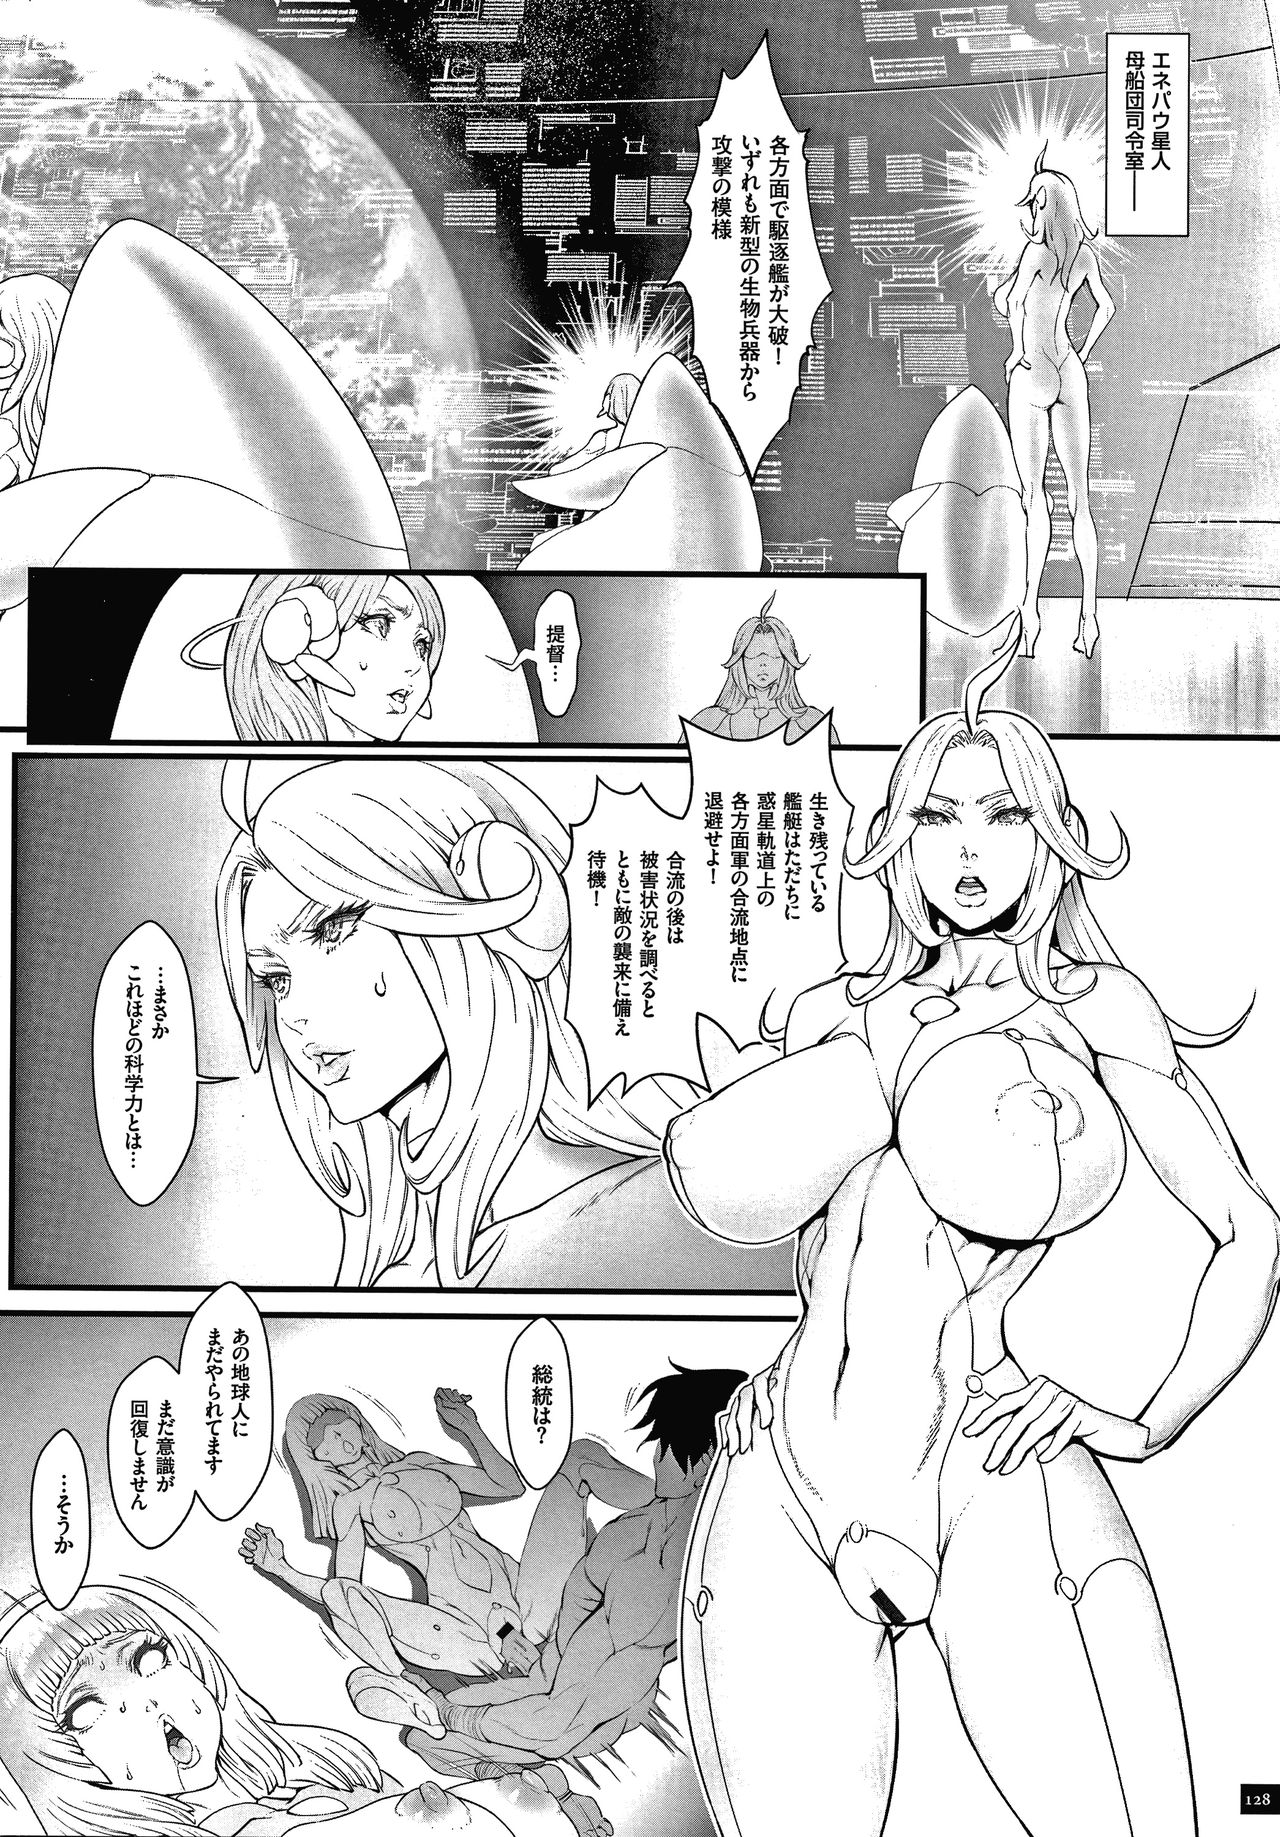 エネパウ星人
母船団司令室――
各方面で駆逐艦が大破！
いずれも新型の生物兵器から
攻撃の模様
提督…
生き残っている
艦艇はただちに
惑星軌道上の
各方面軍の合流地点に
退避せよ！
合流の後は
被害状況を調べると
ともに敵の襲来に備え
待機！
…まさか
これほどの科学力とは…
総統は？
あの地球人に
まだやられてます
まだ意識が
回復しません
…そうか
128